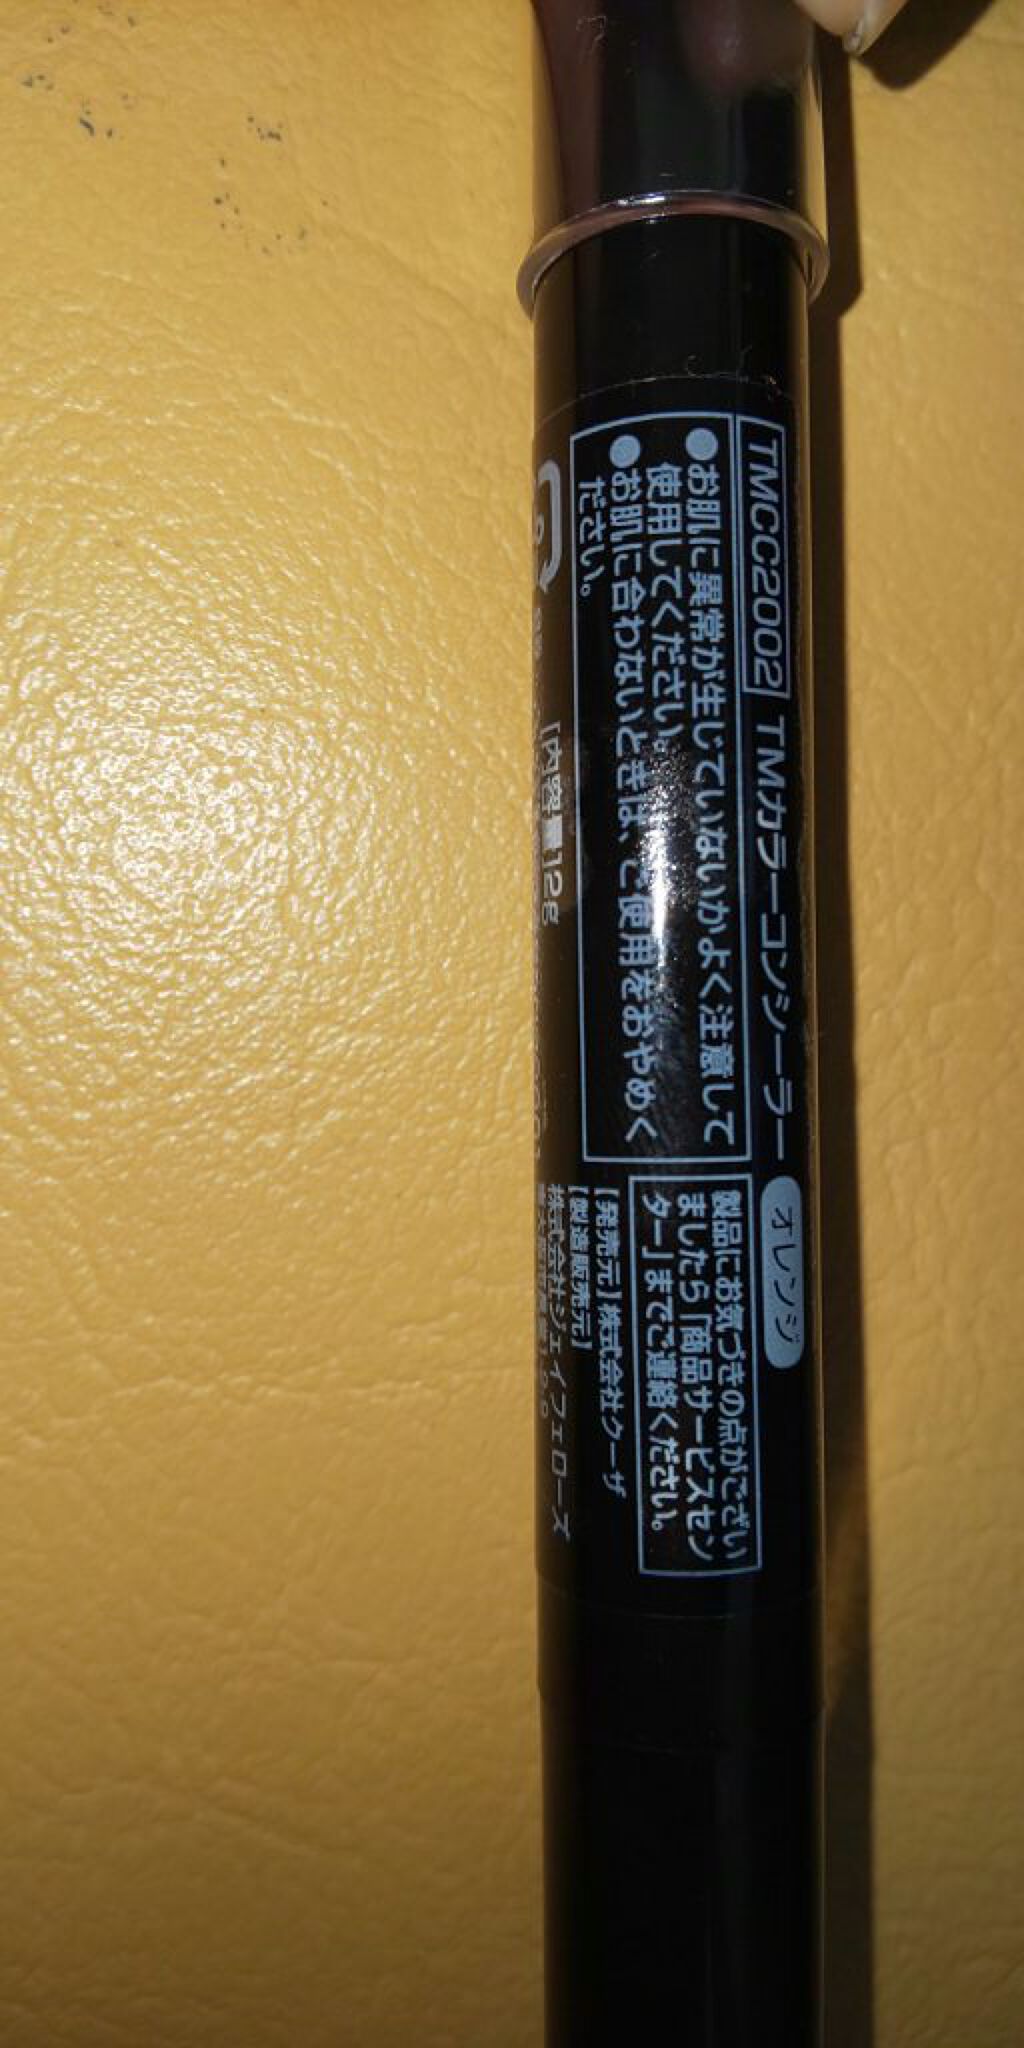 TMCC2002 TMカラーコンシーラー オレンジ
●お肌に異常が生じていないかよく注意して
使用してください。
●お肌に合わないときは、ご使用をおやめく
ださい。
製品にお気づきの点がござい
ましたら「商品サービスセン
ター」までご連絡ください。
【発売元】株式会社クーザ
【製造販売元】
株式会社ジェイフェローズ
【内容量】2g